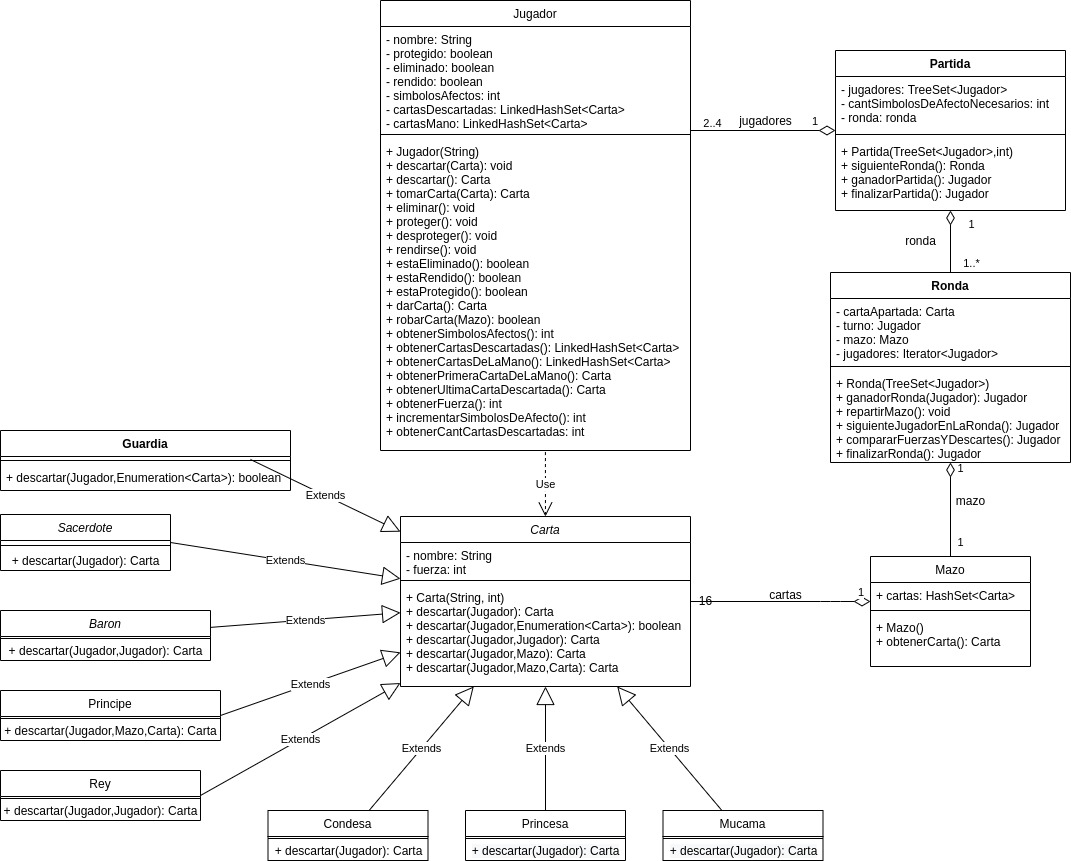 Jugador
- nombre: String
- protegido: boolean
- eliminado: boolean
- rendido: boolean
- simbolosAfectos: int
- cartasDescartadas: LinkedHashSet<Carta>
- cartasMano: LinkedHashSet<Carta>
+ Jugador(String)
+ descartar(Carta): void
+ descartar(): Carta
+ tomarCarta(Carta): Carta
+ eliminar(): void
+ proteger(): void
+ desproteger(): void
+ rendirse(): void
+ estaEliminado(): boolean
+ estaRendido(): boolean
+ estaProtegido(): boolean
+ darCarta(): Carta
+ robarCarta(Mazo): boolean
+ obtenerSimbolosAfectos(): int
+ obtenerCartasDescartadas(): LinkedHashSet<Carta>
+ obtenerCartasDeLaMano(): LinkedHashSet<Carta>
+ obtenerPrimeraCartaDeLaMano(): Carta
+ obtenerUltimaCartaDescartada(): Carta
+ obtenerFuerza(): int
+ incrementarSimbolosDeAfecto(): int
+ obtenerCantCartasDescartadas: int
2..4
jugadores
1
Partida
- jugadores: TreeSet<Jugador>
- cantSimbolosDeAfectoNecesarios: int
- ronda: ronda
+ Partida(TreeSet<Jugador>,int)
+ siguienteRonda(): Ronda
+ ganadorPartida(): Jugador
+ finalizarPartida(): Jugador
1
ronda
1..*
Ronda
- cartaApartada: Carta
- turno: Jugador
- mazo: Mazo
- jugadores: Iterator<Jugador>
+ Ronda(TreeSet<Jugador>)
+ ganadorRonda(Jugador): Jugador
+ repartirMazo(): void
+ siguienteJugadorEnLaRonda(): Jugador
+ compararFuerzasYDescartes(): Jugador
+ finalizarRonda(): Jugador
1
mazo
1
Mazo
+ cartas: HashSet<Carta>
+ Mazo()
+ obtenerCarta(): Carta
1
cartas
16
Use
Carta
- nombre: String
- fuerza: int
+ Carta(String, int)
+ descartar(Jugador): Carta
+ descartar(Jugador,Enumeration<Carta>): boolean
+ descartar(Jugador,Jugador): Carta
+ descartar(Jugador,Mazo): Carta
+ descartar(Jugador,Mazo,Carta): Carta
Guardia
+ descartar(Jugador,Enumeration<Carta>): boolean
Extends
Sacerdote
+ descartar(Jugador): Carta
Extends
Baron
+ descartar(Jugador,Jugador): Carta
Extends
Principe
+ descartar(Jugador,Mazo,Carta): Carta
Extends
Rey
+ descartar(Jugador,Jugador): Carta
Extends
Extends
Extends
Extends
Condesa
+ descartar(Jugador): Carta
Princesa
+ descartar(Jugador): Carta
Mucama
+ descartar(Jugador): Carta